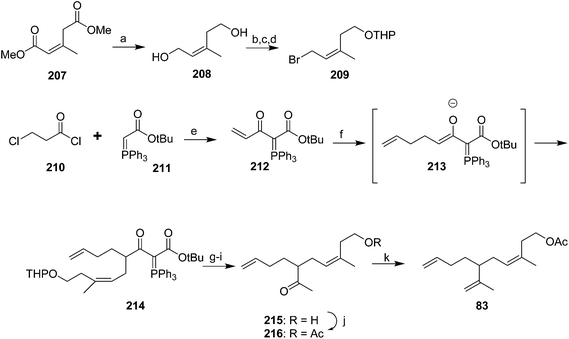 OMe
O
MeO
O
207
a
OH
HO
208
b,c,d
OTHP
Br
209
O
Cl
Cl
210
+
O
OtBu
PPh3
211
e
O
O
OtBu
PPh3
212
f
⊖
O
O
OtBu
PPh3
213
O
O
OtBu
PPh3
THPO
214
g-i
OR
O
215: R = H
216: R = Ac
j
k
OAc
83